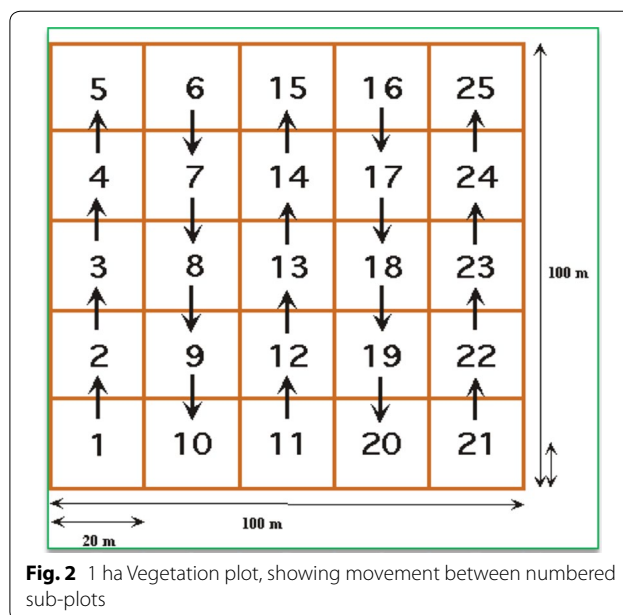 5 6 15 16 25
4 7 14 17 24
3 8 13 18 23
100 m
2 9 12 19 22
1 10 11 20 21
100 m
20 m
Fig. 2 1 ha Vegetation plot, showing movement between numbered
sub-plots